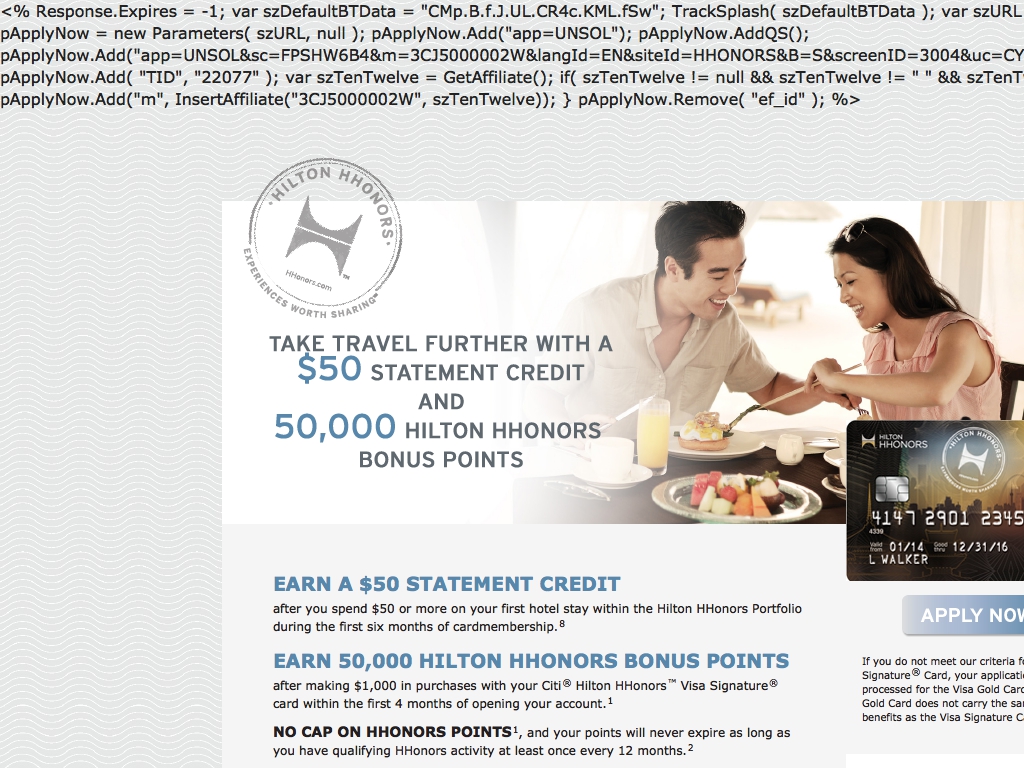 <% Response.Expires = -1; var szDefaultBTData = "CMp.B.f.J.UL.CR4c.KML.fSw"; TrackSplash( szDefaultBTData ); var szURL
pApplyNow = new Parameters( szURL, null ); pApplyNow.Add("app=UNSOL"); pApplyNow.AddQS();
pApplyNow.Add("app=UNSOL&sc=FPSHW6B4&m=3CJ5000002W&langId=EN&siteId=HHONORS&B=S&screenID=3004&uc=CY
pApplyNow.Add( "TID", "22077" ); var szTenTwelve = GetAffiliate(); if( szTenTwelve != null && szTenTwelve != " " && szTenT
pApplyNow.Add("m", InsertAffiliate("3CJ5000002W", szTenTwelve)); } pApplyNow.Remove( "ef_id" ); %>
·HILTON HHONORS·
HHonors.com
EXPERIENCES WORTH SHARING™
TAKE TRAVEL FURTHER WITH A
$50 STATEMENT CREDIT
AND
50,000 HILTON HHONORS
BONUS POINTS
HILTON
HHONORS
HILTON HHONORS
EXPERIENCES WORTH SHARING
4147 2901 2345
4339
Valid from 01/14 Good thru 12/31/16
L WALKER
APPLY NOW
EARN A $50 STATEMENT CREDIT
after you spend $50 or more on your first hotel stay within the Hilton HHonors Portfolio
during the first six months of cardmembership.⁸
EARN 50,000 HILTON HHONORS BONUS POINTS
after making $1,000 in purchases with your Citi® Hilton HHonors™ Visa Signature®
card within the first 4 months of opening your account.¹
NO CAP ON HHONORS POINTS¹, and your points will never expire as long as
you have qualifying HHonors activity at least once every 12 months.²
If you do not meet our criteria fo
Signature® Card, your applicatio
processed for the Visa Gold Card
Gold Card does not carry the sa
benefits as the Visa Signature Ca